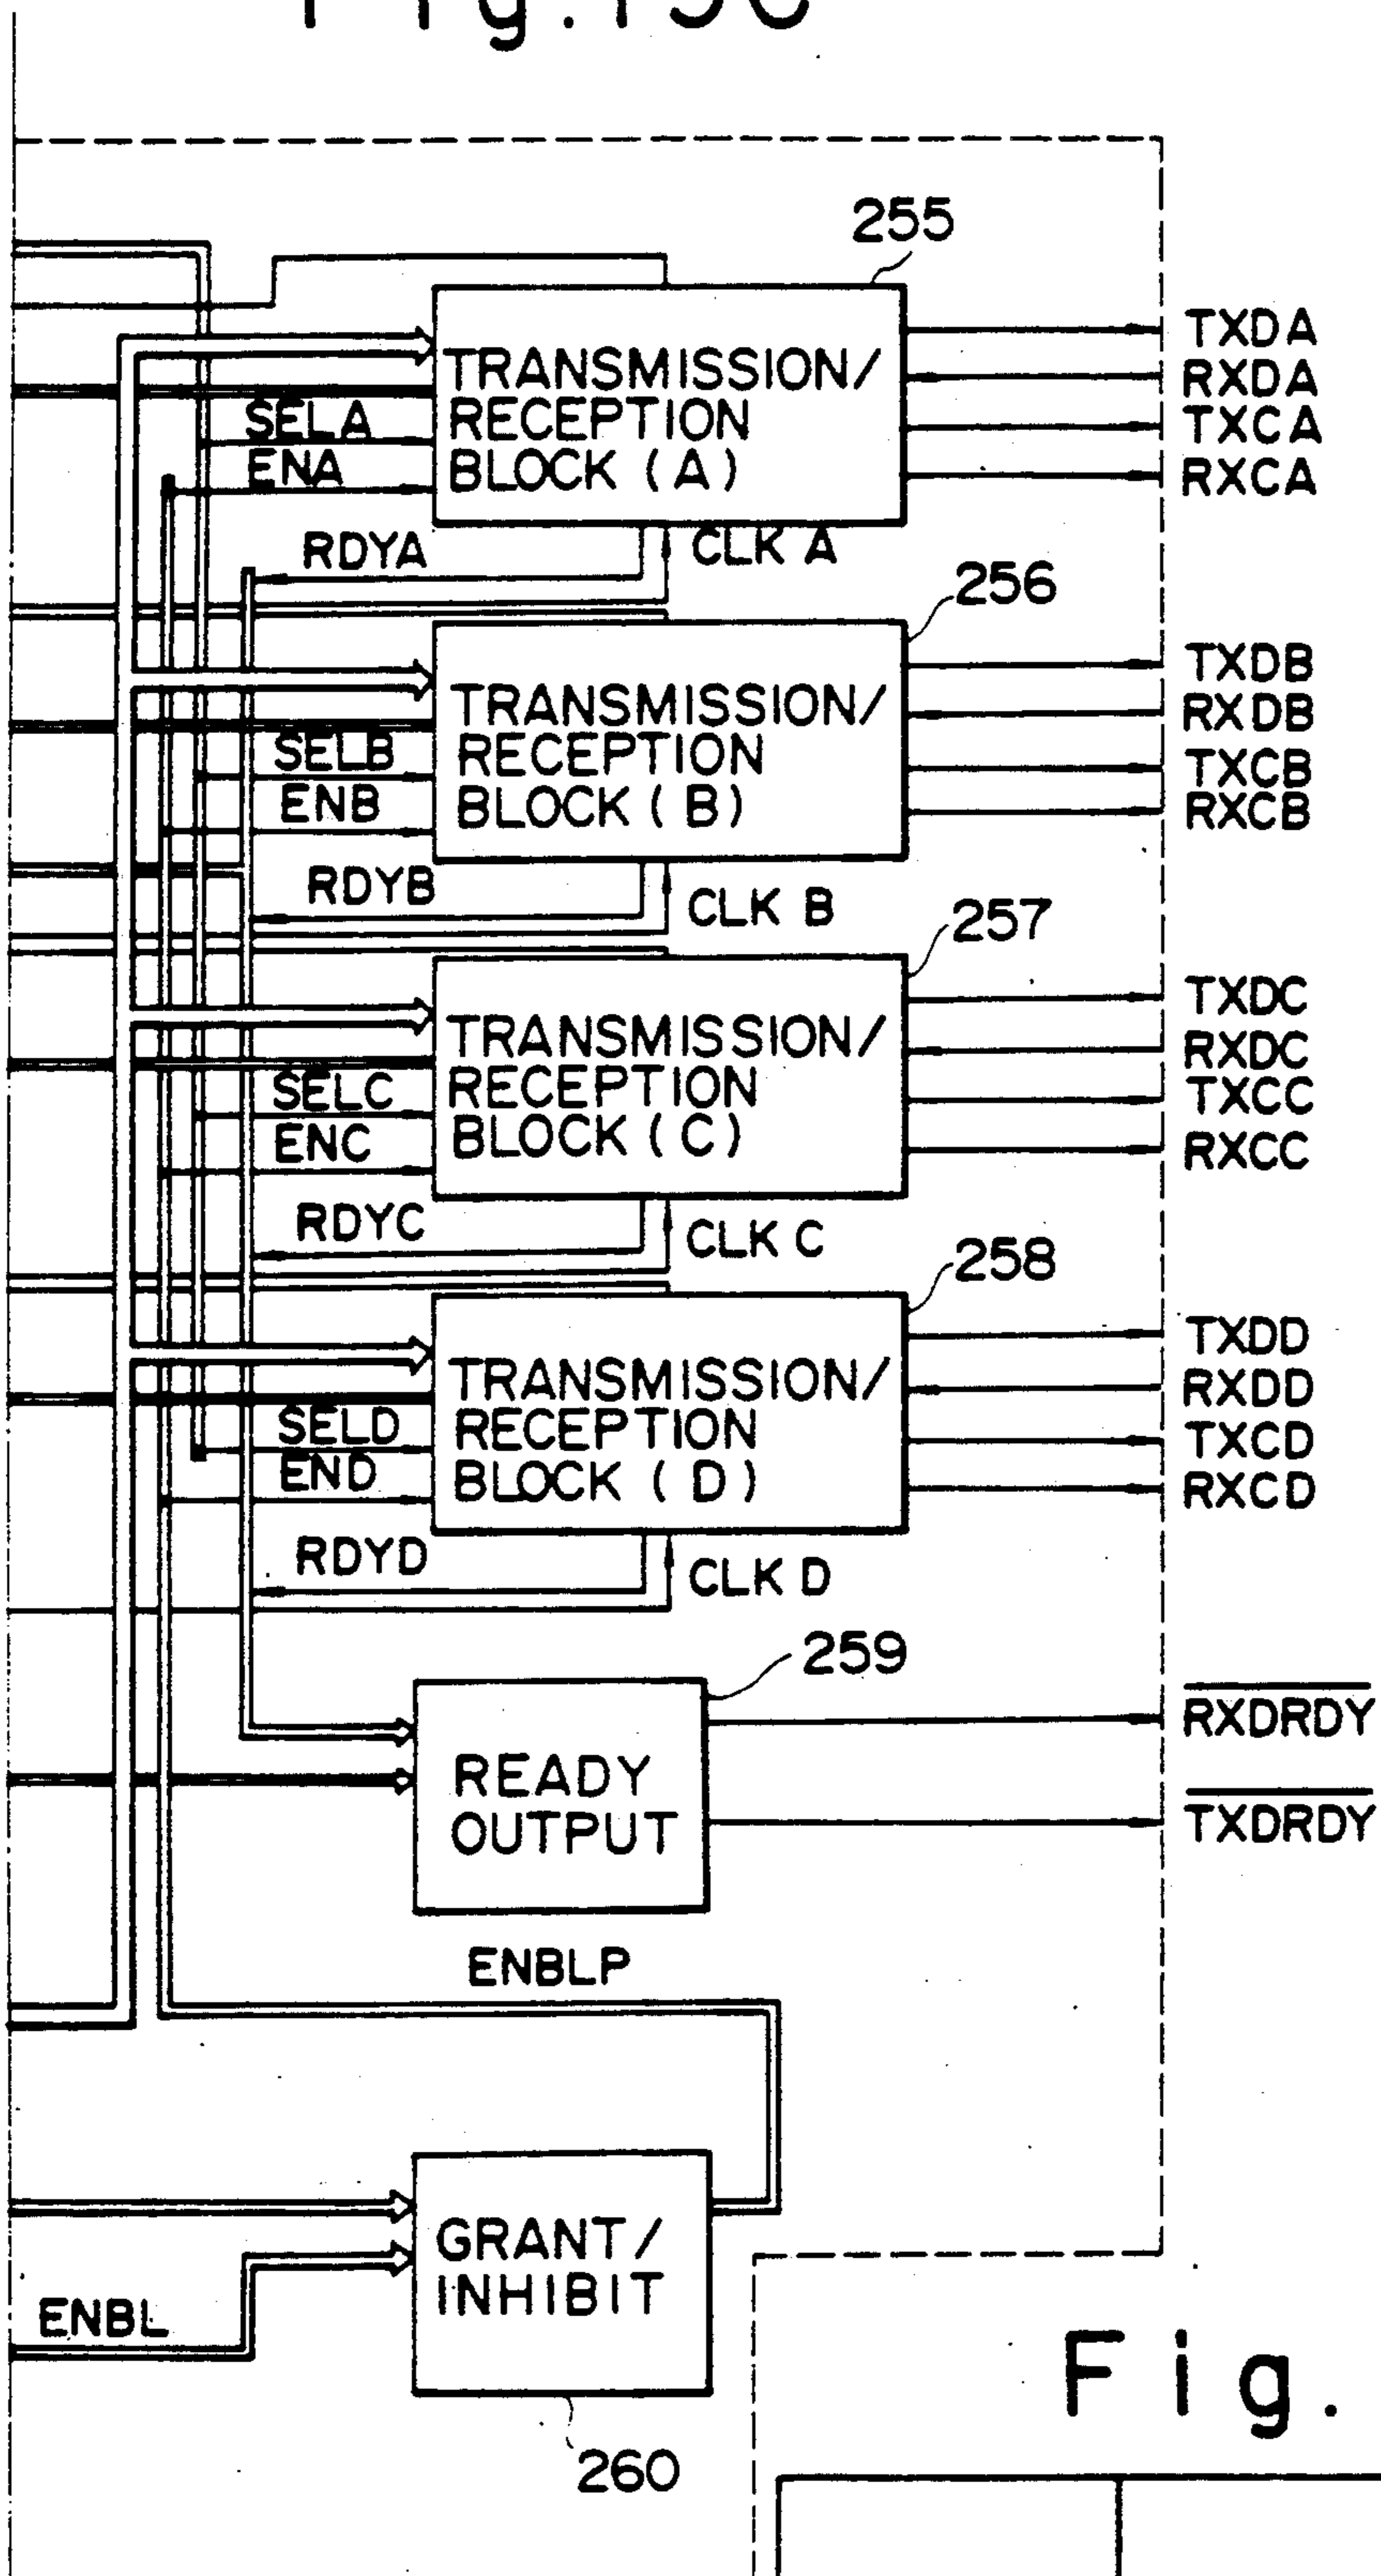 Fig.15C
255
TRANSMISSION/
RECEPTION
BLOCK (A)
SELA
ENA
RDYA
CLK A
TXDA
RXDA
TXCA
RXCA
256
TRANSMISSION/
RECEPTION
BLOCK (B)
SELB
ENB
RDYB
CLK B
TXDB
RXDB
TXCB
RXCB
257
TRANSMISSION/
RECEPTION
BLOCK (C)
SELC
ENC
RDYC
CLK C
TXDC
RXDC
TXCC
RXCC
258
TRANSMISSION/
RECEPTION
BLOCK (D)
SELD
END
RDYD
CLK D
TXDD
RXDD
TXCD
RXCD
259
READY
OUTPUT
RXDRDY
TXDRDY
ENBLP
GRANT/
INHIBIT
ENBL
260
Fig.